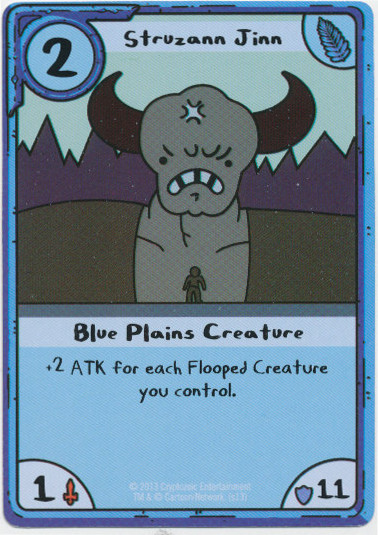 2
Struzann Jinn
Blue Plains Creature
+2 ATK for each Flooped Creature
you control.
© 2013 Cryptozoic Entertainment
TM & © Cartoon Network (s13)
1
11